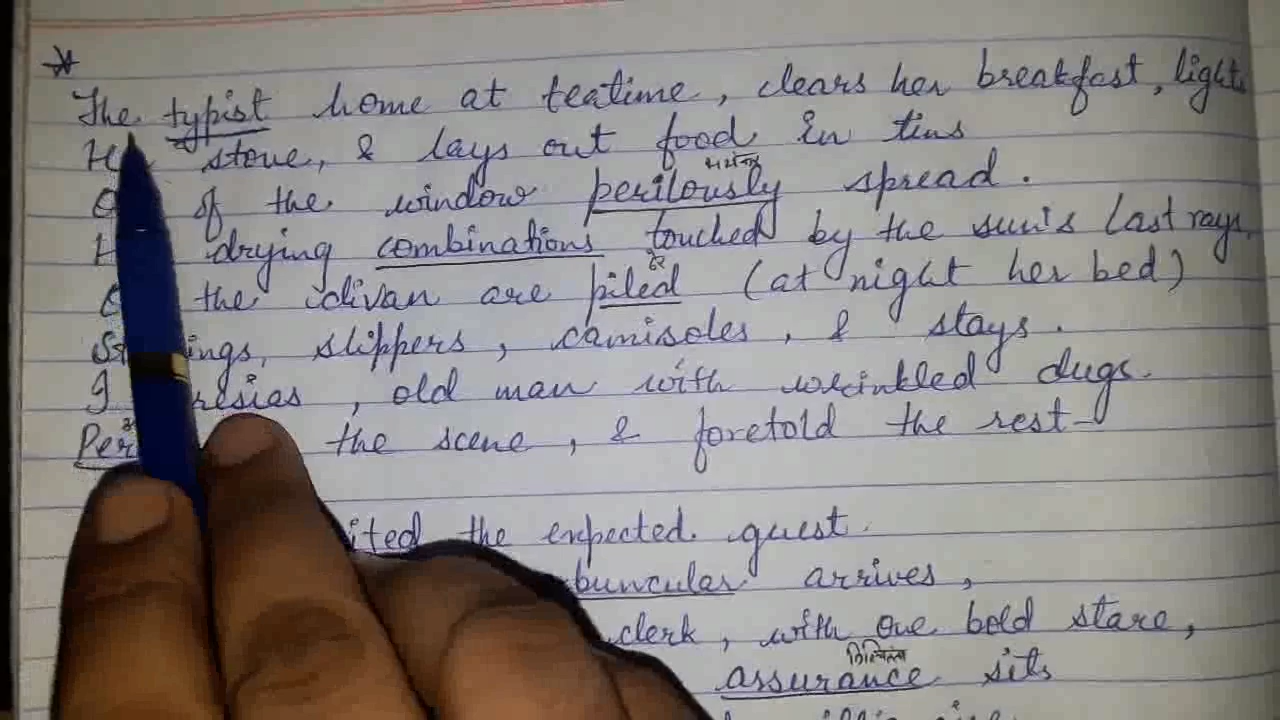 The typist home at teatime, clears her breakfast, lights
stove, & lays out food in tins
of the window perilously spread.
drying combinations touched by the sun's last rays,
ढेर
the divan are piled (at night her bed)
slippers, camisoles, & stays.
I old man with wrinkled dugs.
the scene, & foretold the rest-
the expected guest.
arrives,
clerk, with one bold stare,
assurance sits